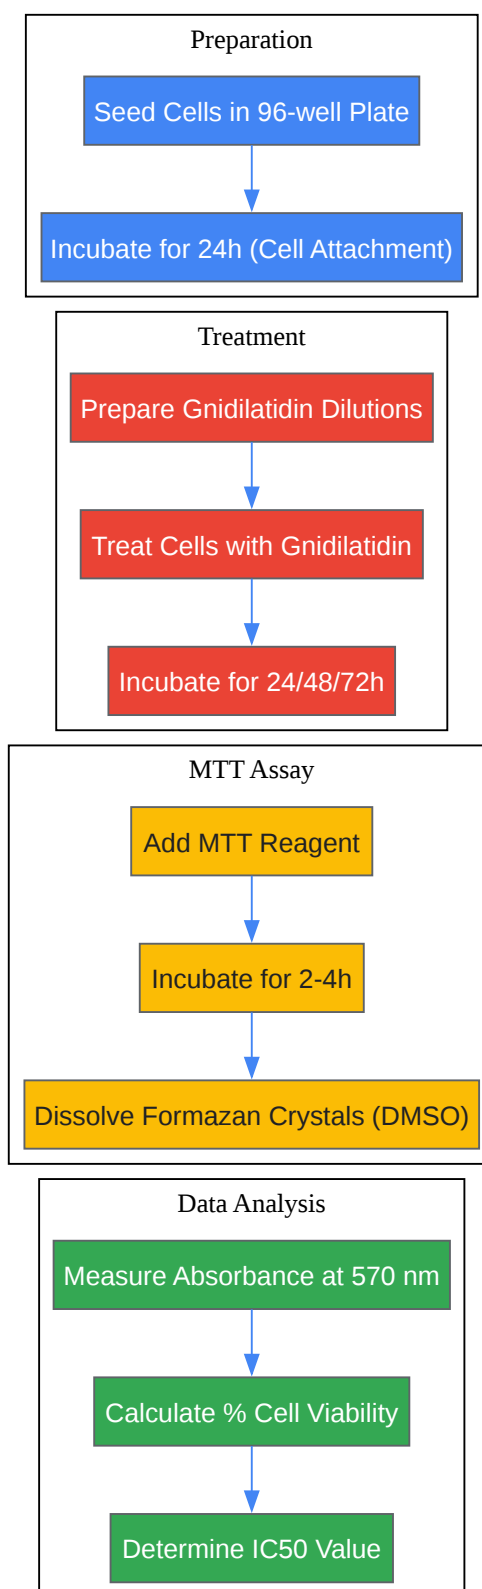 Preparation
Seed Cells in 96-well Plate
Incubate for 24h (Cell Attachment)
Treatment
Prepare Gnidilatidin Dilutions
Treat Cells with Gnidilatidin
Incubate for 24/48/72h
MTT Assay
Add MTT Reagent
Incubate for 2-4h
Dissolve Formazan Crystals (DMSO)
Data Analysis
Measure Absorbance at 570 nm
Calculate % Cell Viability
Determine IC50 Value